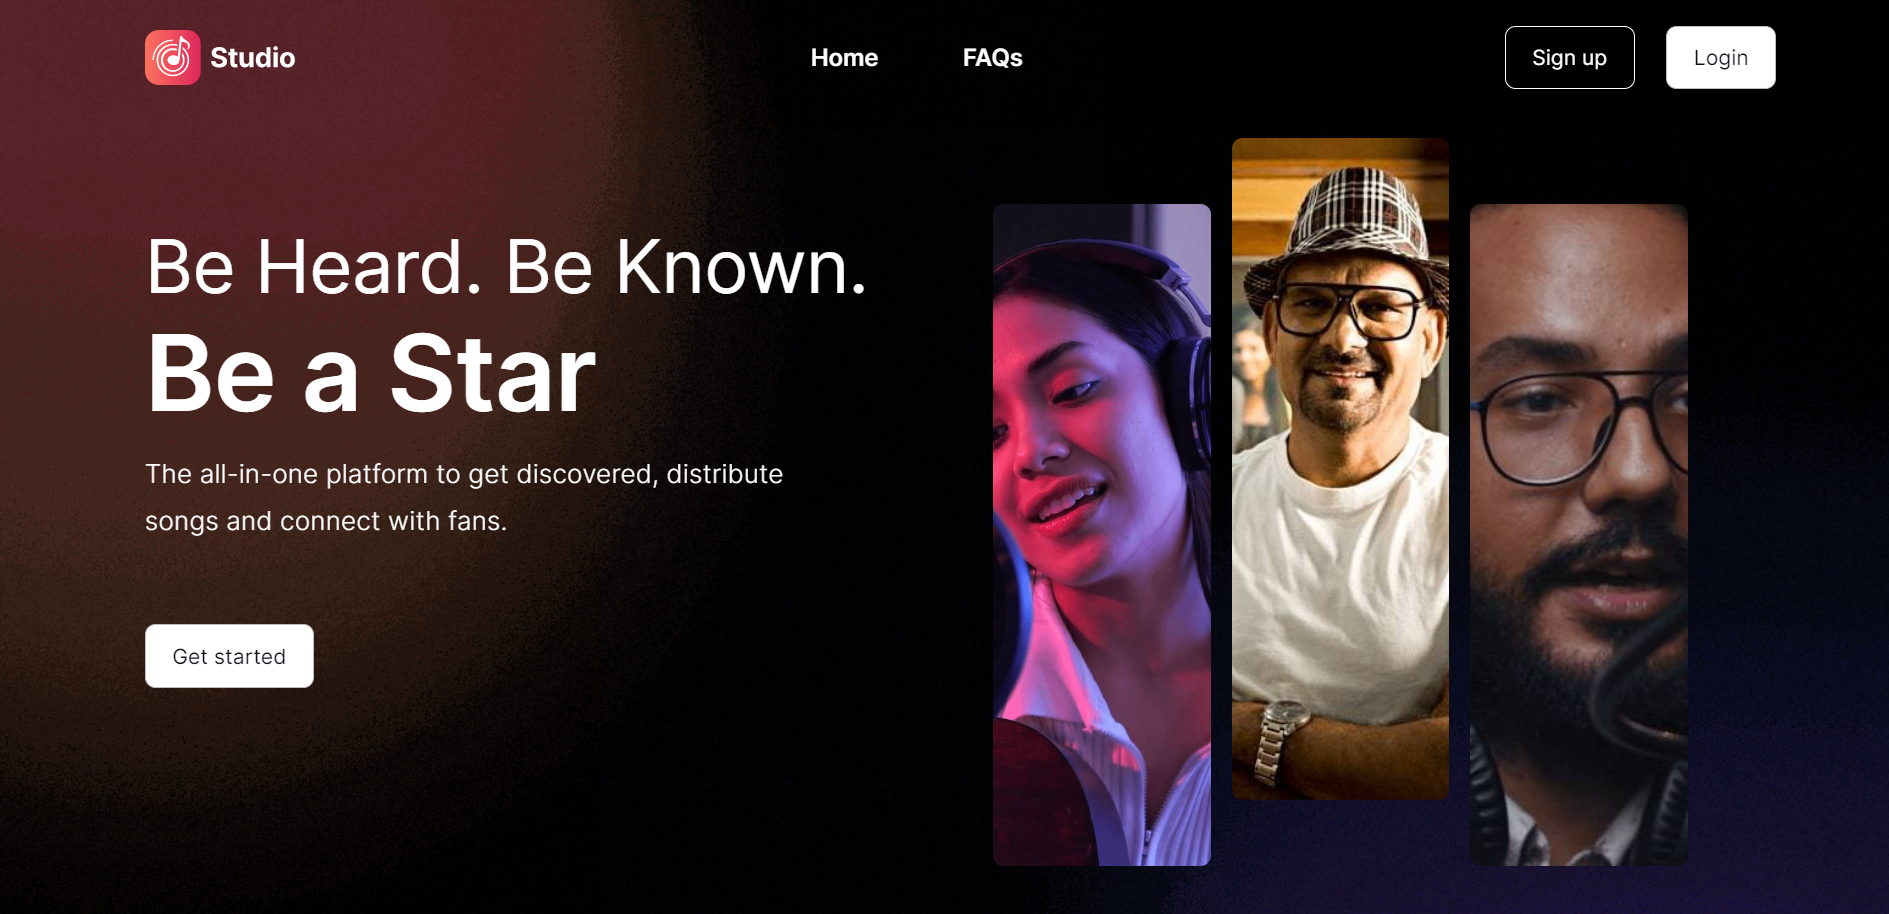 Studio
Home
FAQs
Sign up
Login
Be Heard. Be Known.
Be a Star
The all-in-one platform to get discovered, distribute
songs and connect with fans.
Get started